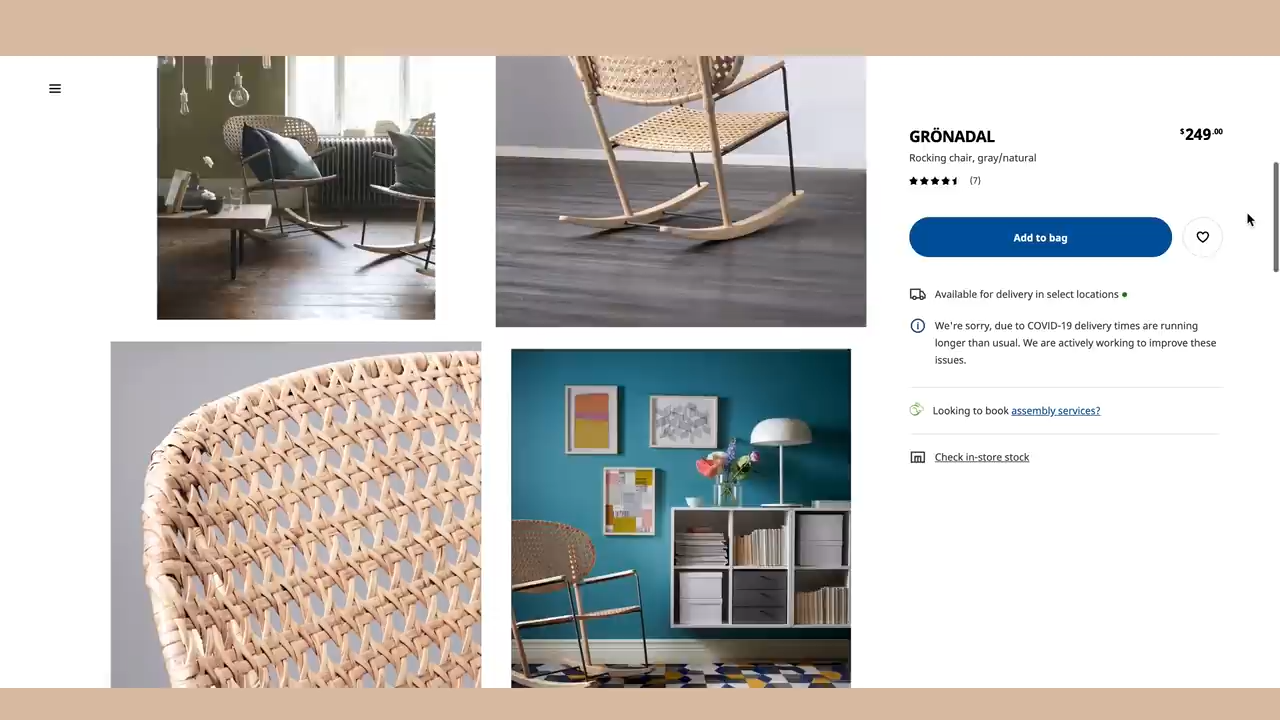 GRÖNADAL
$249.00
Rocking chair, gray/natural
(7)
Add to bag
Available for delivery in select locations
We're sorry, due to COVID-19 delivery times are running
longer than usual. We are actively working to improve these
issues.
Looking to book assembly services?
Check in-store stock